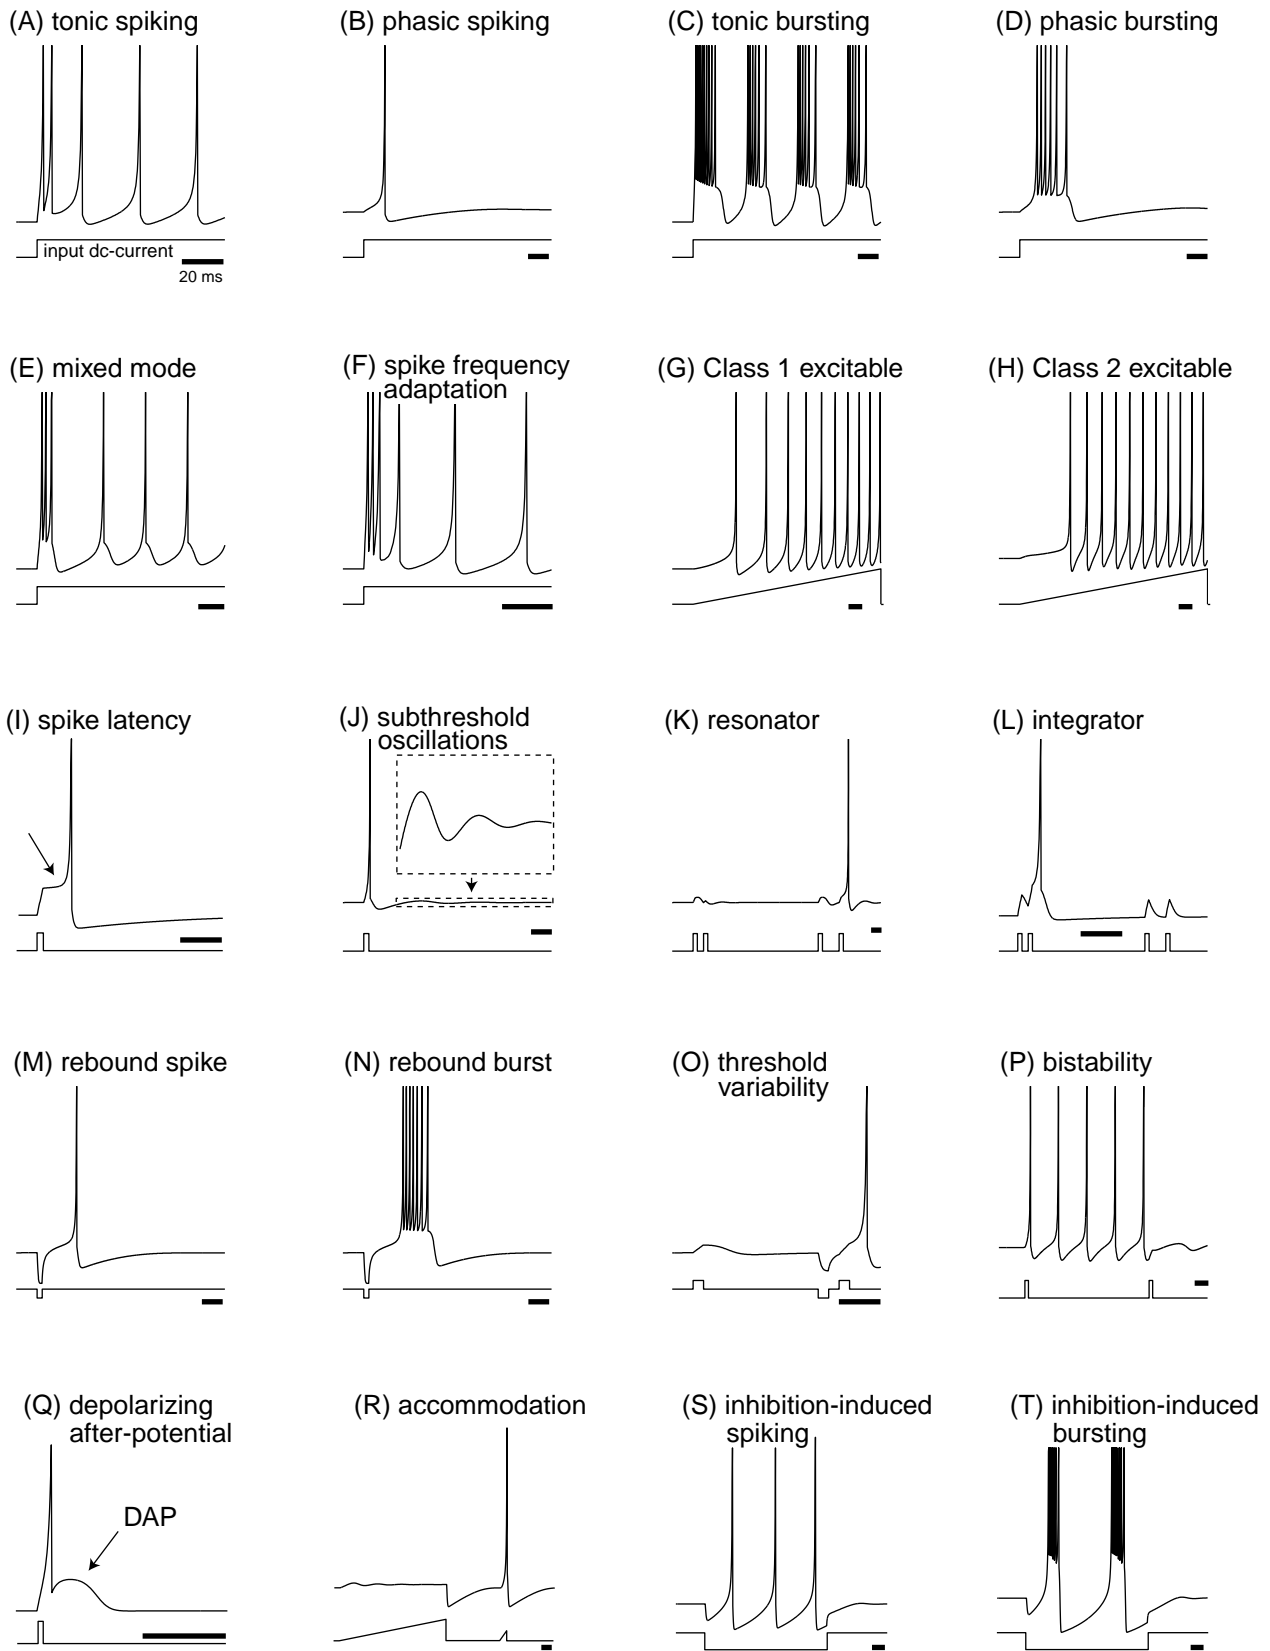 (A) tonic spiking
(B) phasic spiking
(C) tonic bursting
(D) phasic bursting
input dc-current
20 ms
(E) mixed mode
(F) spike frequency
adaptation
(G) Class 1 excitable
(H) Class 2 excitable
(I) spike latency
(J) subthreshold
oscillations
(K) resonator
(L) integrator
(M) rebound spike
(N) rebound burst
(O) threshold
variability
(P) bistability
(Q) depolarizing
after-potential
DAP
(R) accommodation
(S) inhibition-induced
spiking
(T) inhibition-induced
bursting